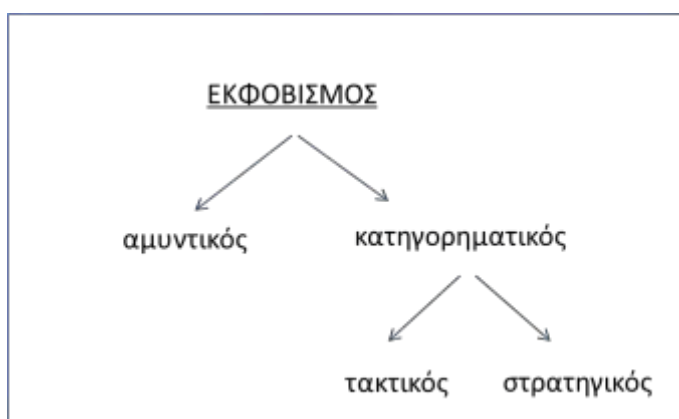 ΕΚΦΟΒΙΣΜΟΣ
αμυντικός κατηγορηματικός
τακτικός στρατηγικός